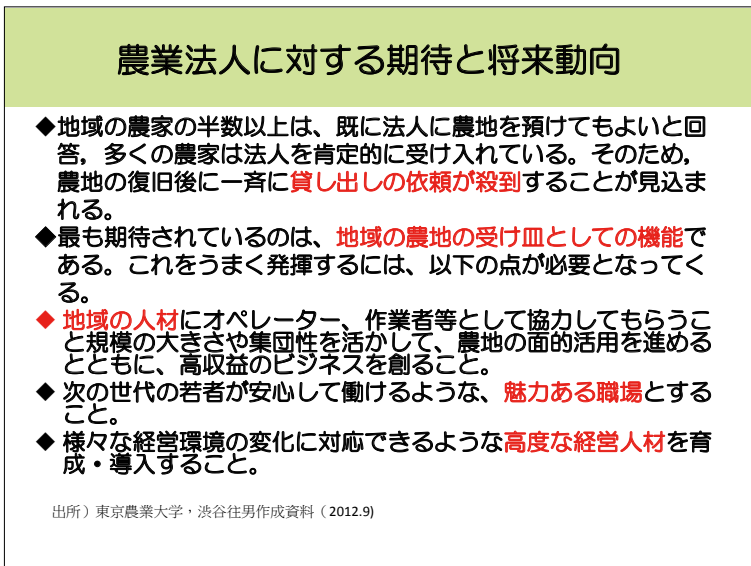 農業法人に対する期待と将来動向
◆地域の農家の半数以上は、既に法人に農地を預けてもよいと回
答，多くの農家は法人を肯定的に受け入れている。そのため，
農地の復旧後に一斉に貸し出しの依頼が殺到することが見込ま
れる。
◆最も期待されているのは、地域の農地の受け皿としての機能で
ある。これをうまく発揮するには、以下の点が必要となってく
る。
◆ 地域の人材にオペレーター、作業者等として協力してもらうこ
と規模の大きさや集団性を活かして、農地の面的活用を進める
とともに、高収益のビジネスを創ること。
◆ 次の世代の若者が安心して働けるような、魅力ある職場とする
こと。
◆ 様々な経営環境の変化に対応できるような高度な経営人材を育
成・導入すること。
出所）東京農業大学，渋谷往男作成資料（2012.9)